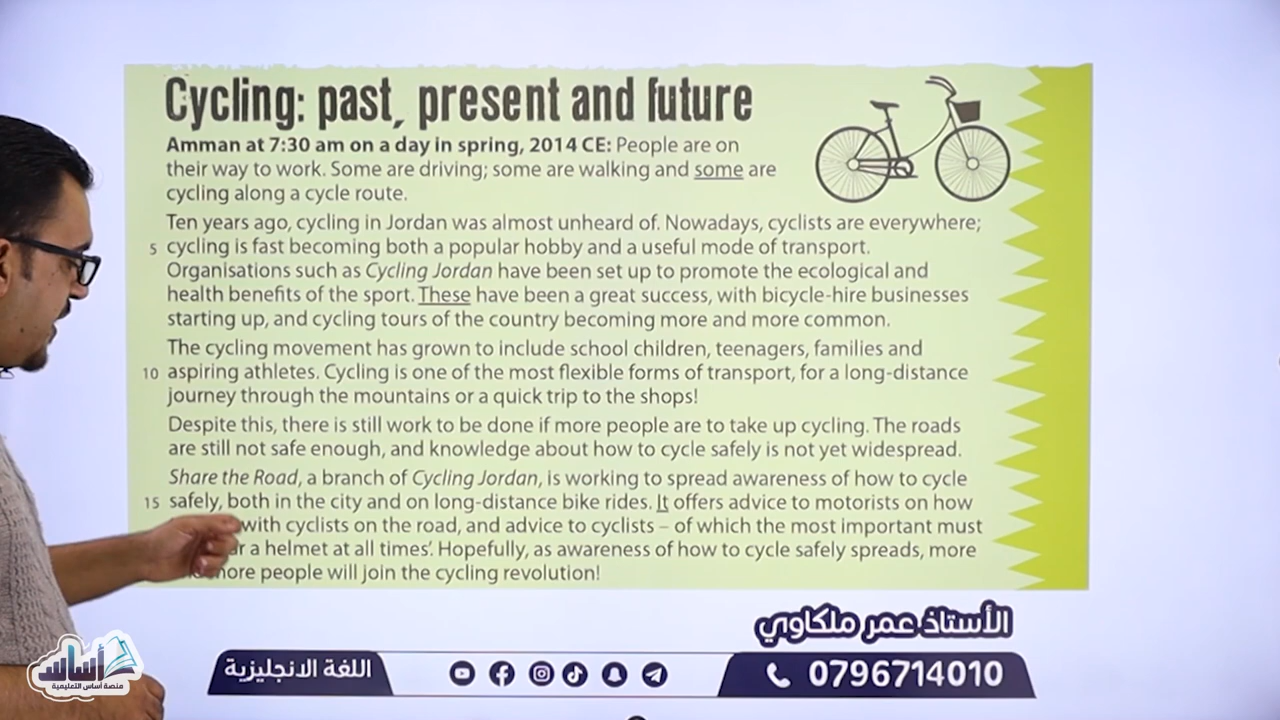 Cycling: past, present and future
Amman at 7:30 am on a day in spring, 2014 CE: People are on
their way to work. Some are driving; some are walking and some are
cycling along a cycle route.
Ten years ago, cycling in Jordan was almost unheard of. Nowadays, cyclists are everywhere;
5 cycling is fast becoming both a popular hobby and a useful mode of transport.
Organisations such as Cycling Jordan have been set up to promote the ecological and
health benefits of the sport. These have been a great success, with bicycle-hire businesses
starting up, and cycling tours of the country becoming more and more common.
The cycling movement has grown to include school children, teenagers, families and
10 aspiring athletes. Cycling is one of the most flexible forms of transport, for a long-distance
journey through the mountains or a quick trip to the shops!
Despite this, there is still work to be done if more people are to take up cycling. The roads
are still not safe enough, and knowledge about how to cycle safely is not yet widespread.
Share the Road, a branch of Cycling Jordan, is working to spread awareness of how to cycle
15 safely, both in the city and on long-distance bike rides. It offers advice to motorists on how
with cyclists on the road, and advice to cyclists – of which the most important must
a helmet at all times'. Hopefully, as awareness of how to cycle safely spreads, more
more people will join the cycling revolution!
الأستاذ عمر ملكاوي
اللغة الانجليزية
0796714010
أساس
منصة أساس التعليمية